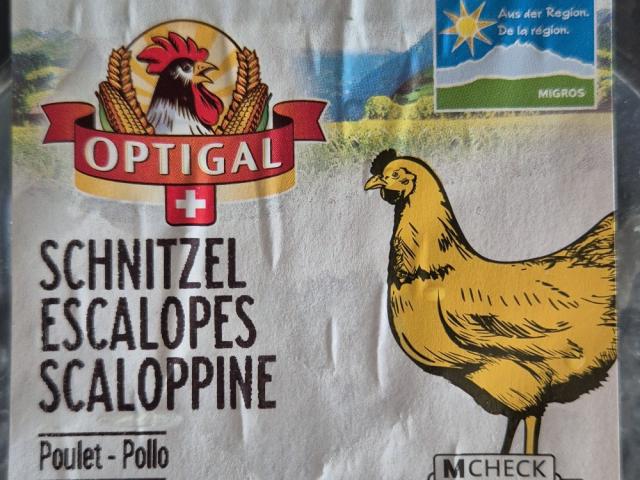 Aus der Region.
De la région.
MIGROS
OPTIGAL
SCHNITZEL
ESCALOPES
SCALOPPINE
Poulet - Pollo
MCHECK